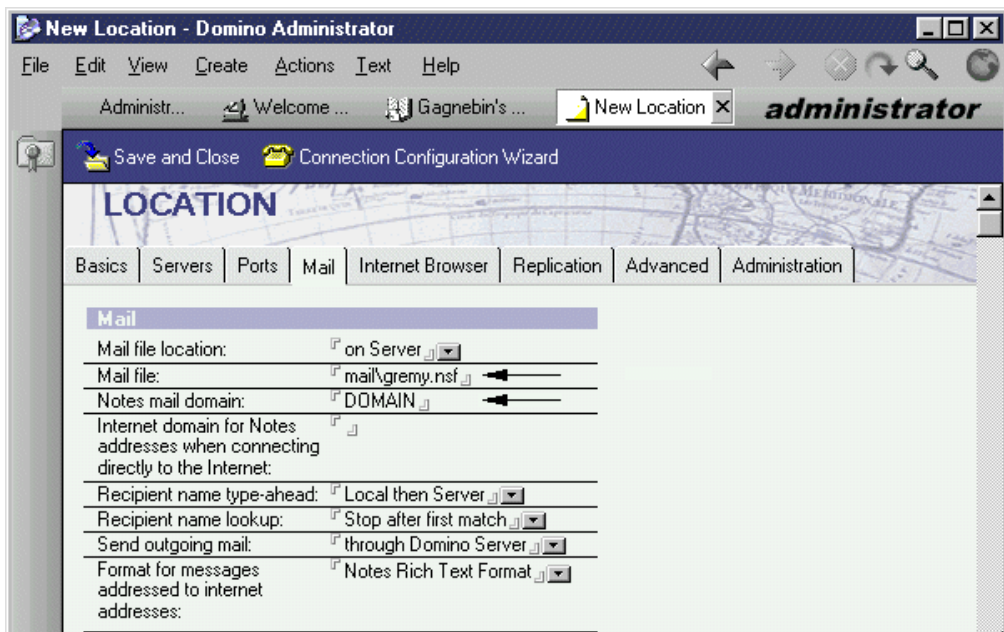 New Location - Domino Administrator
File Edit View Create Actions Text Help
Administr... Welcome ... Gagnebin's ... New Location administrator
Save and Close Connection Configuration Wizard
LOCATION
Basics Servers Ports Mail Internet Browser Replication Advanced Administration
Mail
Mail file location: on Server
Mail file: mail\gremy.nsf
Notes mail domain: DOMAIN
Internet domain for Notes
addresses when connecting
directly to the Internet:
Recipient name type-ahead: Local then Server
Recipient name lookup: Stop after first match
Send outgoing mail: through Domino Server
Format for messages Notes Rich Text Format
addressed to internet
addresses: